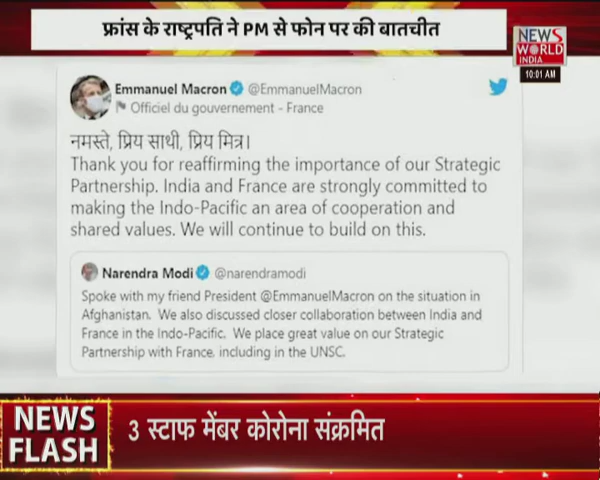 फ्रांस के राष्ट्रपति ने PM से फोन पर की बातचीत
NEWS
WORLD
INDIA
10:01 AM
Emmanuel Macron @EmmanuelMacron
Officiel du gouvernement - France
नमस्ते, प्रिय साथी, प्रिय मित्र।
Thank you for reaffirming the importance of our Strategic
Partnership. India and France are strongly committed to
making the Indo-Pacific an area of cooperation and
shared values. We will continue to build on this.
Narendra Modi @narendramodi
Spoke with my friend President @EmmanuelMacron on the situation in
Afghanistan. We also discussed closer collaboration between India and
France in the Indo-Pacific. We place great value on our Strategic
Partnership with France, including in the UNSC.
NEWS
FLASH
3 स्टाफ मेंबर कोरोना संक्रमित